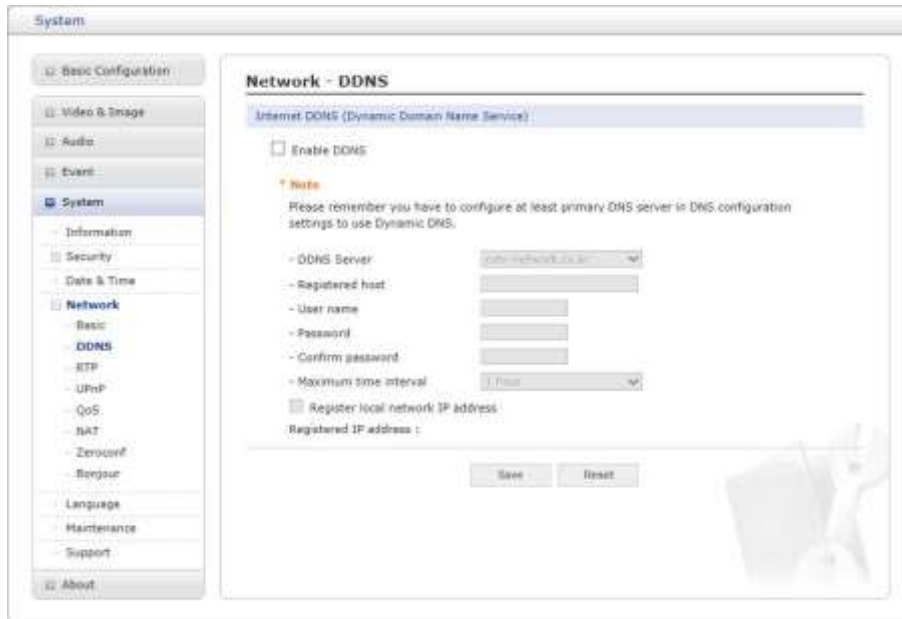 System
Basic Configuration
Video & Image
Audio
Event
System
Information
Security
Date & Time
Network
Basic
DDNS
RTP
UPnP
QoS
NAT
Zeroconf
Bonjour
Language
Maintenance
Support
About
Network - DDNS
Internet DDNS (Dynamic Domain Name Service)
Enable DDNS
* Note
Please remember you have to configure at least primary DNS server in DNS configuration
settings to use Dynamic DNS.
- DDNS Server
- Registered host
- User name
- Password
- Confirm password
- Maximum time interval 1 hour
Register local network IP address
Registered IP address :
Save Reset